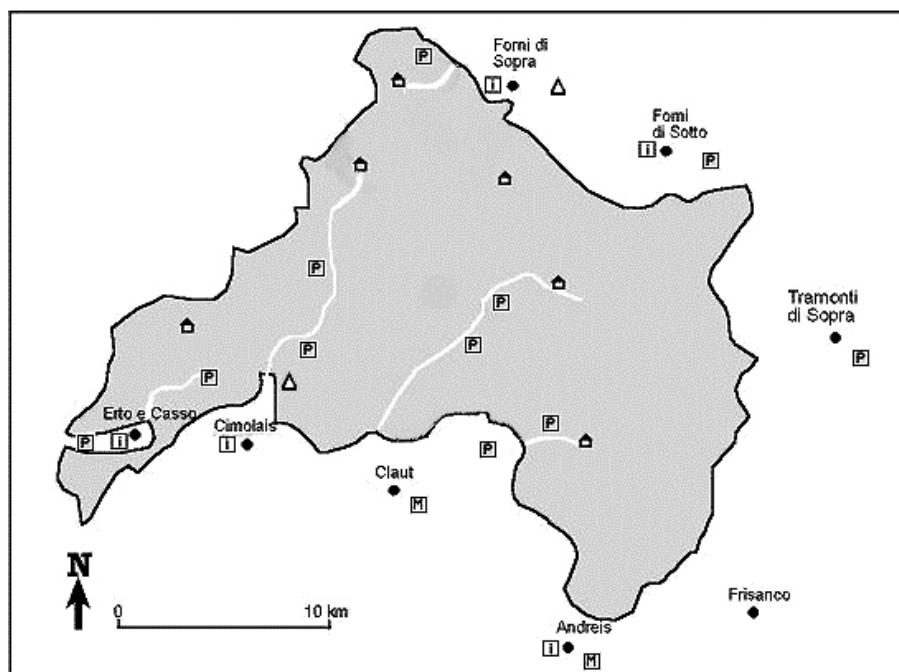 P
Forni di
Sopra
i
Forni
di Sotto
i
P
P
Tramonti
di Sopra
P
P
P
P
P
Erto e Casso
P
i
Cimolais
i
P
P
Claut
M
N
0
10 km
Frisanco
Andreis
i
M